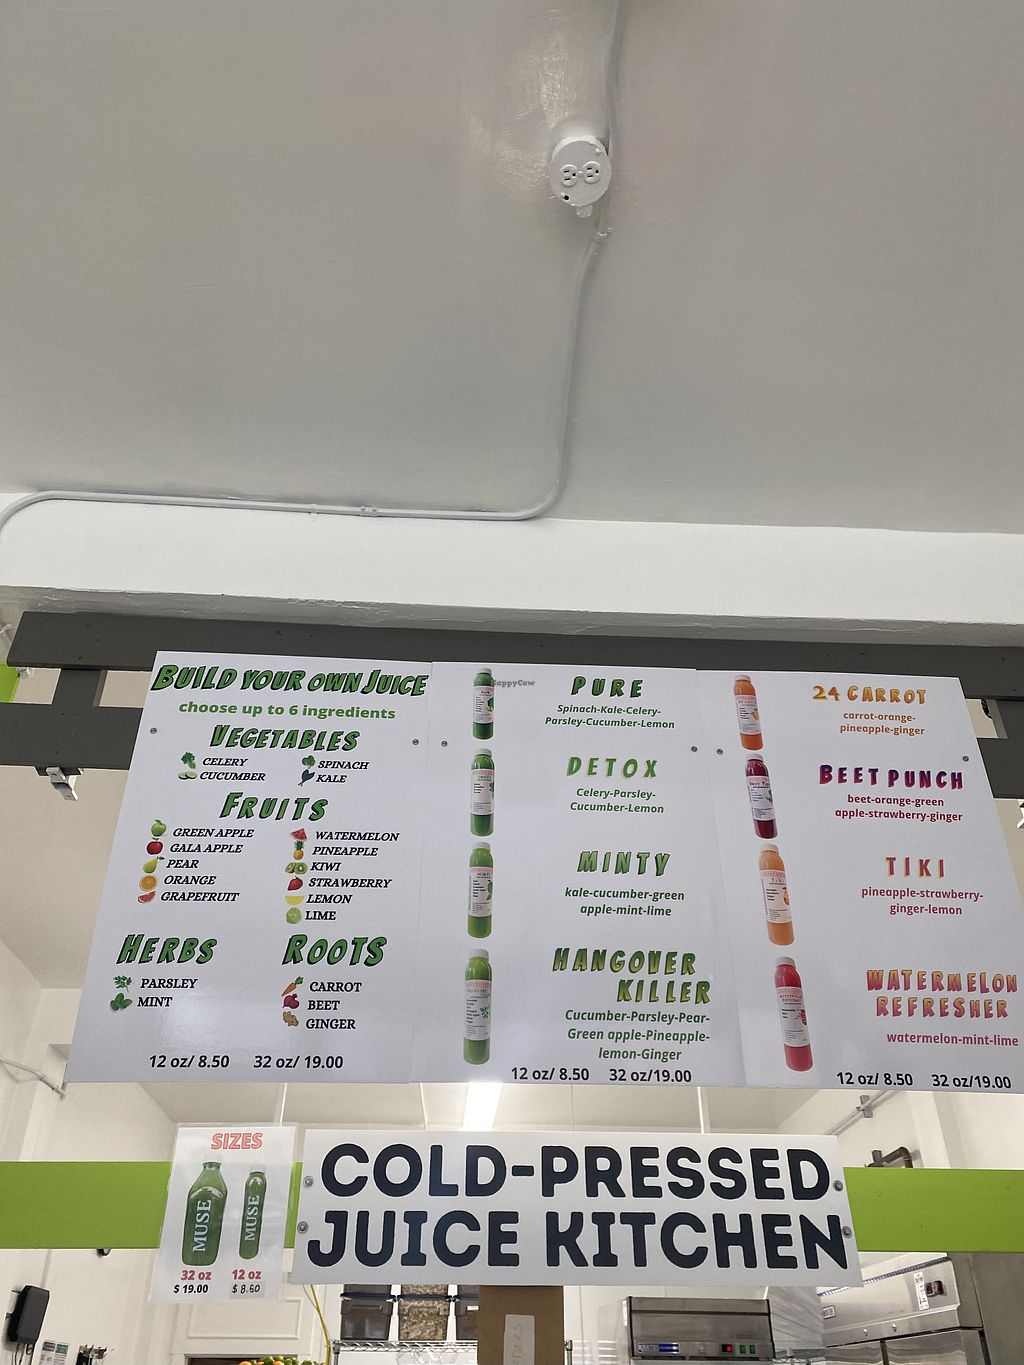 BUILD YOUR OWN JUICE
choose up to 6 ingredients
VEGETABLES
CELERY
CUCUMBER
SPINACH
KALE
FRUITS
GREEN APPLE
GALA APPLE
PEAR
ORANGE
GRAPEFRUIT
WATERMELON
PINEAPPLE
KIWI
STRAWBERRY
LEMON
LIME
HERBS
PARSLEY
MINT
ROOTS
CARROT
BEET
GINGER
12 oz/ 8.50 32 oz/ 19.00
HappyCow
PURE
Spinach-Kale-Celery-
Parsley-Cucumber-Lemon
DETOX
Celery-Parsley-
Cucumber-Lemon
MINTY
kale-cucumber-green
apple-mint-lime
HANGOVER
KILLER
Cucumber-Parsley-Pear-
Green apple-Pineapple-
lemon-Ginger
12 oz/ 8.50 32 oz/19.00
24 CARROT
carrot-orange-
pineapple-ginger
BEET PUNCH
beet-orange-green
apple-strawberry-ginger
TIKI
pineapple-strawberry-
ginger-lemon
WATERMELON
REFRESHER
watermelon-mint-lime
12 oz/ 8.50 32 oz/19.00
SIZES
MUSE
MUSE
32 oz 12 oz
$ 19.00 $ 8.50
COLD-PRESSED
JUICE KITCHEN